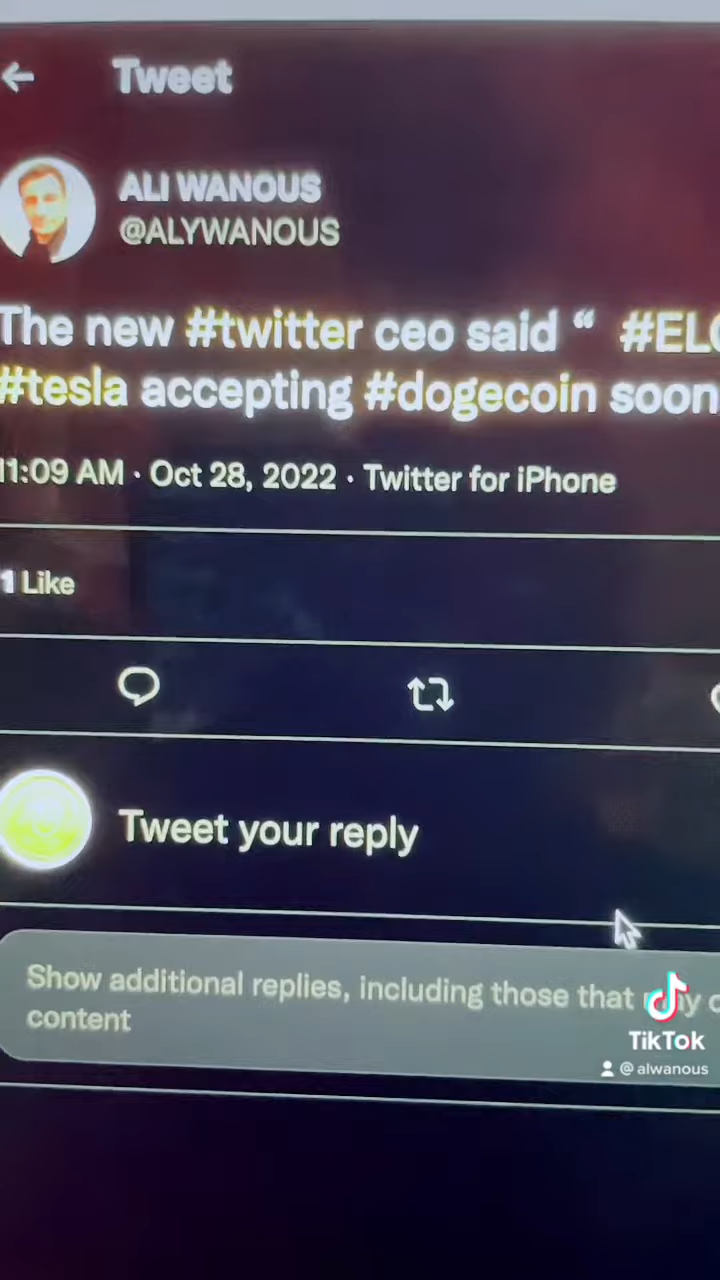 Tweet
ALI WANOUS
@ALYWANOUS
The new #twitter ceo said “ #EL
#tesla accepting #dogecoin soon
11:09 AM · Oct 28, 2022 · Twitter for iPhone
1 Like
Tweet your reply
Show additional replies, including those that
content
TikTok
@alwanous